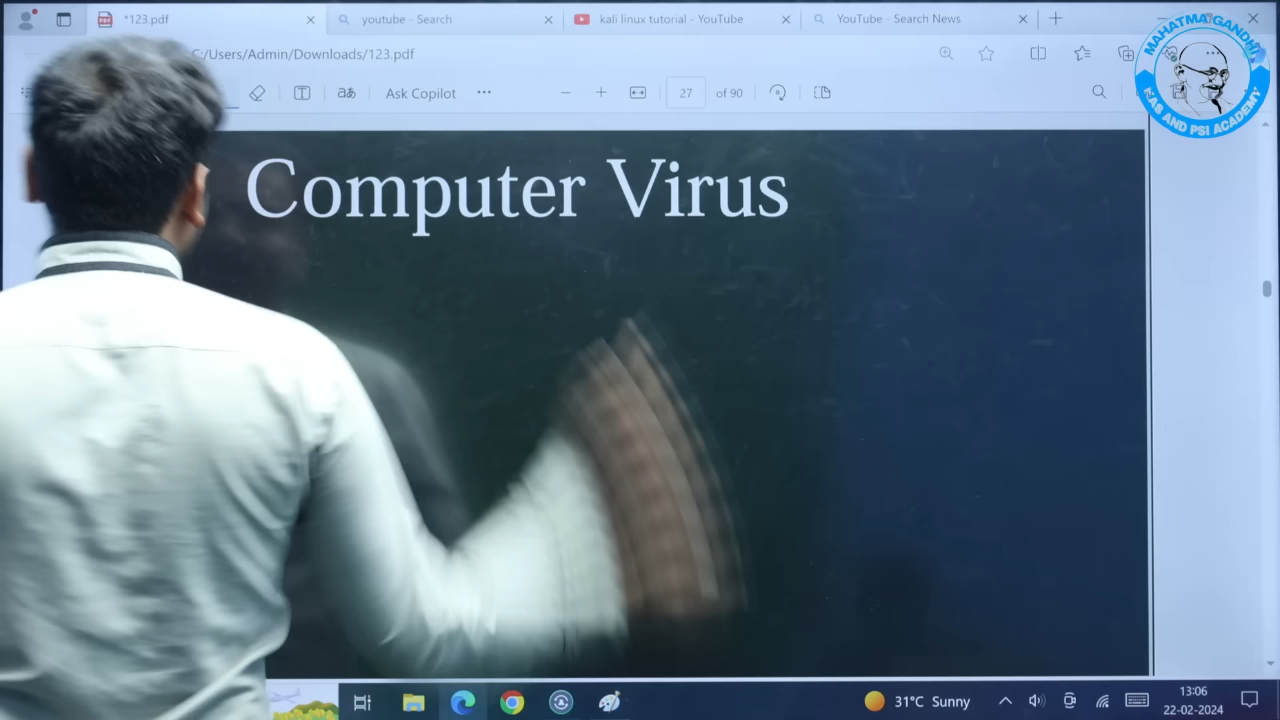 *123.pdf
youtube - Search
kali linux tutorial - YouTube
YouTube - Search News
C:/Users/Admin/Downloads/123.pdf
Ask Copilot
27 of 90
MAHATMA GANDHI
KAS AND PSI ACADEMY
Computer Virus
31°C Sunny
13:06
22-02-2024